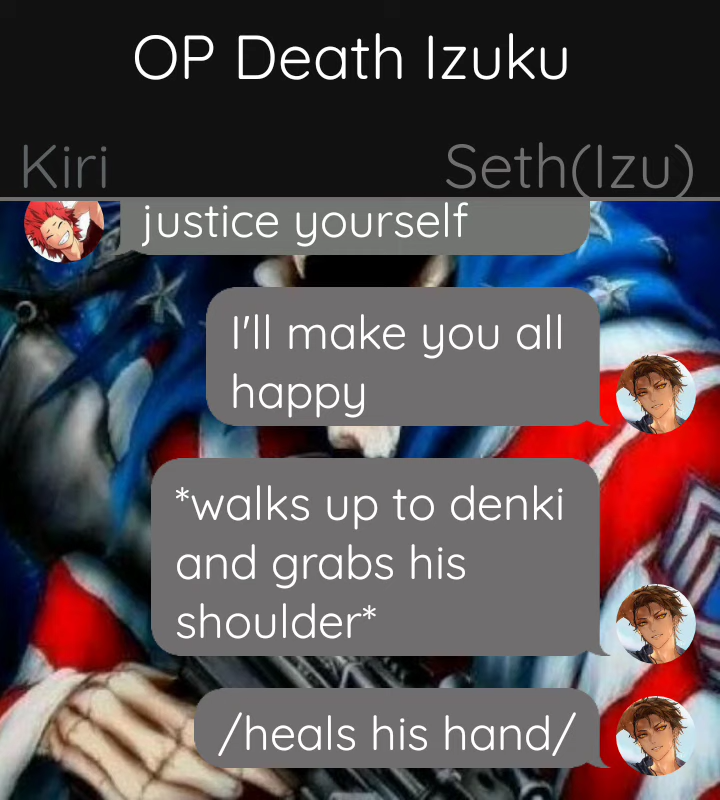 OP Death Izuku
Kiri Seth(Izu)
justice yourself
I'll make you all
happy
*walks up to denki
and grabs his
shoulder*
/heals his hand/